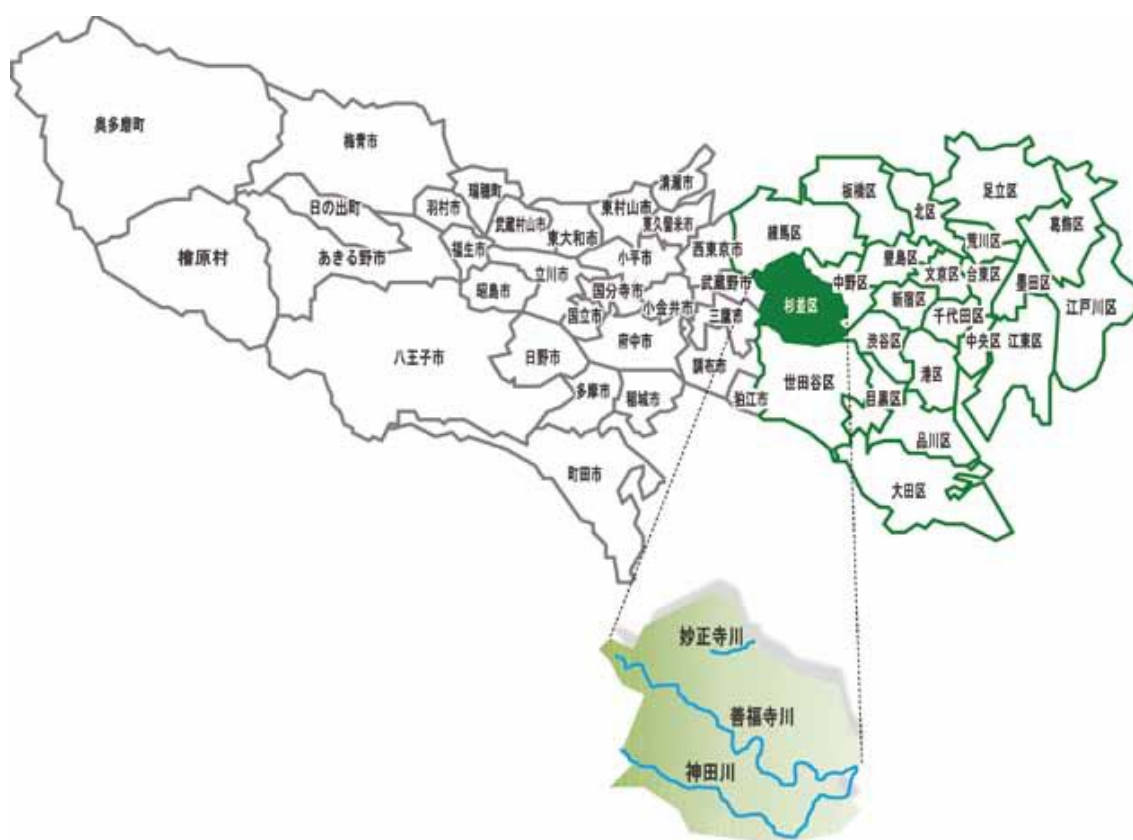 奥多摩町
梅青市
瑞穂町
清瀬市
日の出町
羽村市
武蔵村山市
東村山市
東久留米市
東大和市
檜原村
あきる野市
福生市
立川市
小平市
西東京市
昭島市
国分寺市
小金井市
武蔵野市
国立市
三鷹市
八王子市
日野市
府中市
調布市
多摩市
稲城市
狛江市
町田市
板橋区
北区
足立区
葛飾区
練馬区
荒川区
豊島区
文京区
台東区
中野区
杉並区
新宿区
墨田区
千代田区
江戸川区
渋谷区
中央区
江東区
港区
世田谷区
目黒区
品川区
大田区
妙正寺川
善福寺川
神田川